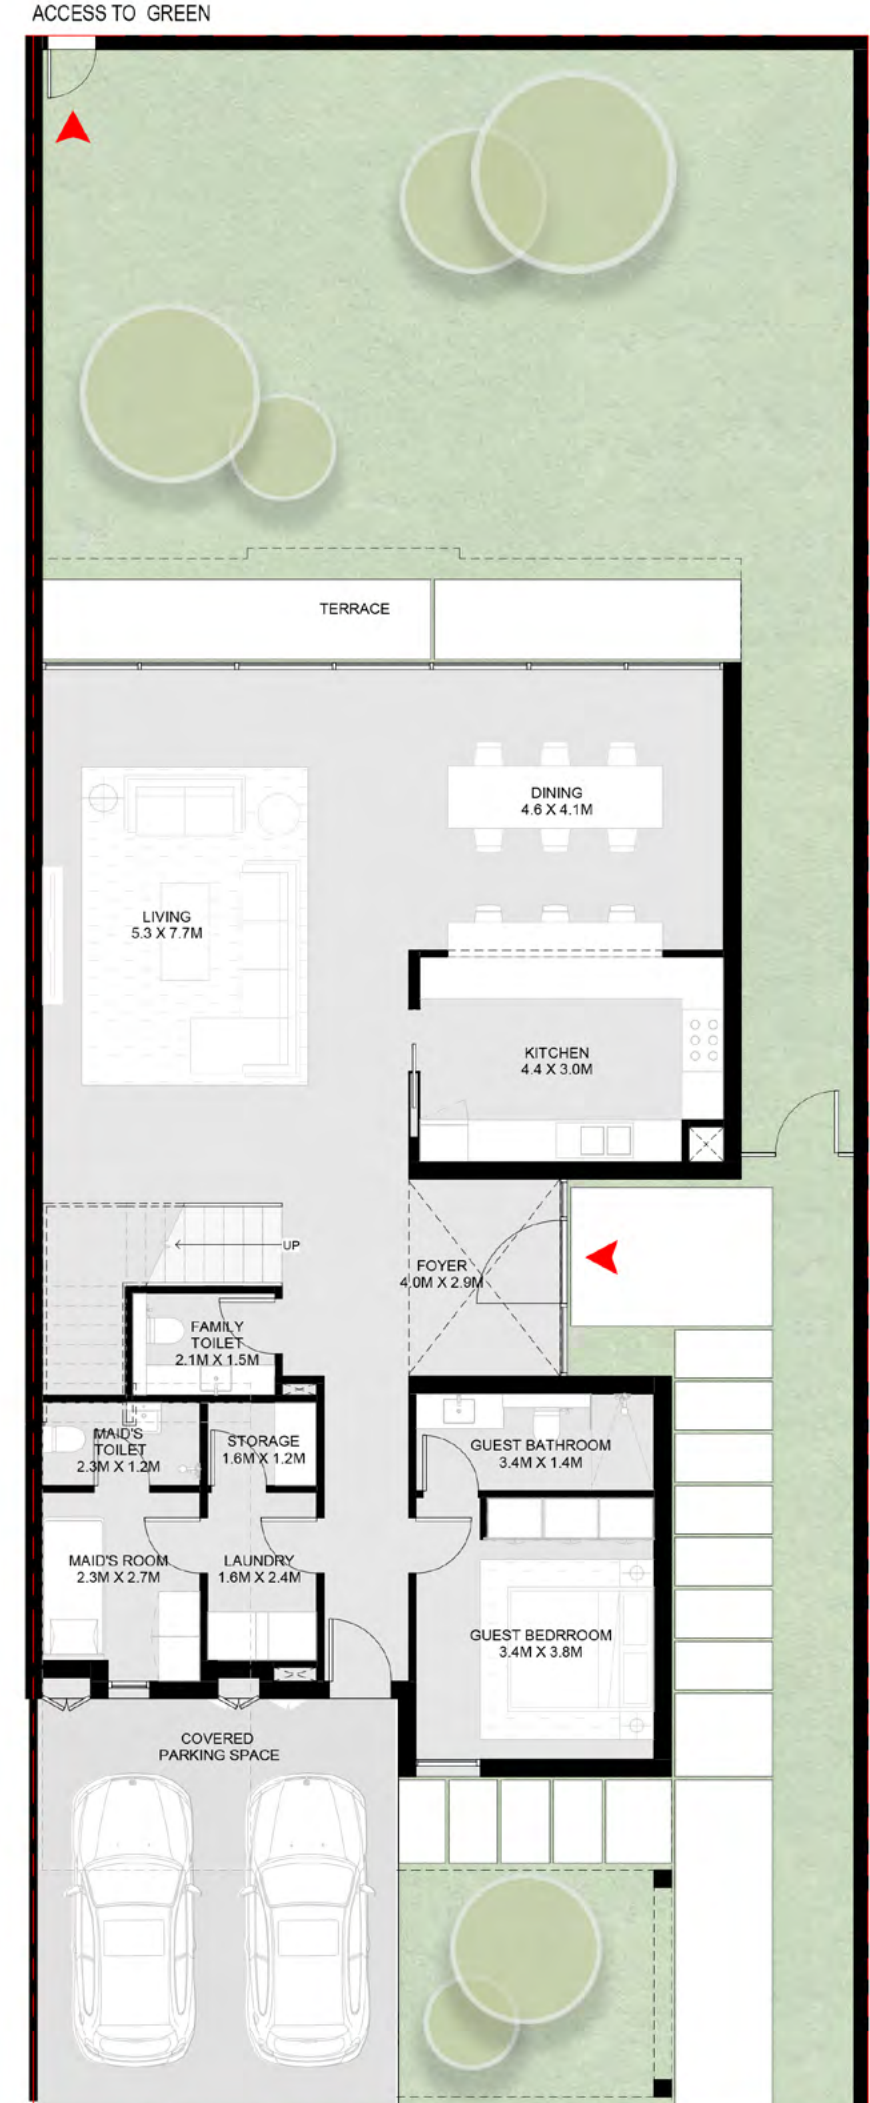 ACCESS TO GREEN
TERRACE
DINING
4.6 X 4.1M
LIVING
5.3 X 7.7M
KITCHEN
4.4 X 3.0M
UP
FOYER
4.0M X 2.9M
FAMILY
TOILET
2.1M X 1.5M
MAID'S
TOILET
2.3M X 1.2M
STORAGE
1.6M X 1.2M
GUEST BATHROOM
3.4M X 1.4M
MAID'S ROOM
2.3M X 2.7M
LAUNDRY
1.6M X 2.4M
GUEST BEDRROOM
3.4M X 3.8M
COVERED
PARKING SPACE